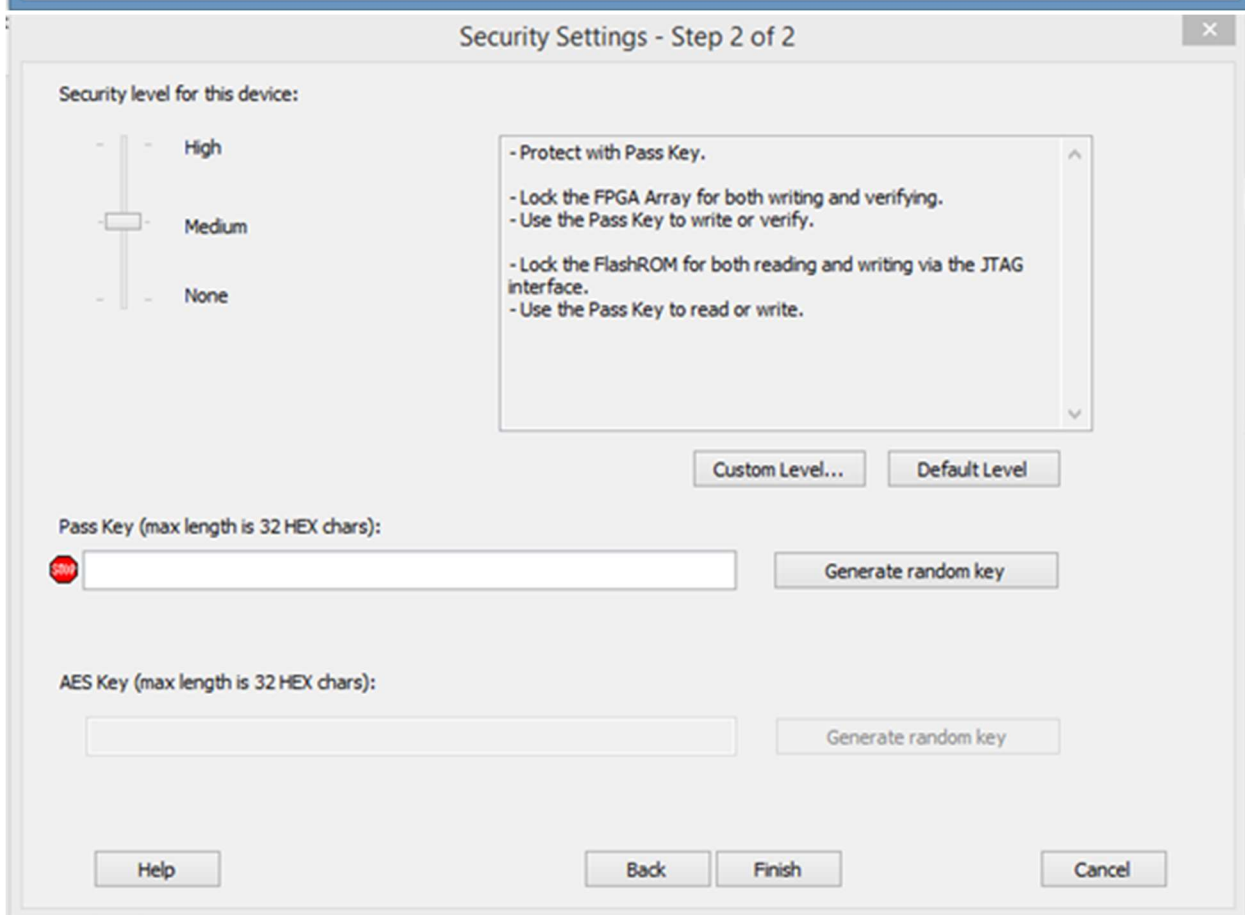 Security Settings - Step 2 of 2
Security level for this device:
High
Medium
None
- Protect with Pass Key.
- Lock the FPGA Array for both writing and verifying.
- Use the Pass Key to write or verify.
- Lock the FlashROM for both reading and writing via the JTAG
interface.
- Use the Pass Key to read or write.
Custom Level...
Default Level
Pass Key (max length is 32 HEX chars):
STOP
Generate random key
AES Key (max length is 32 HEX chars):
Generate random key
Help
Back
Finish
Cancel